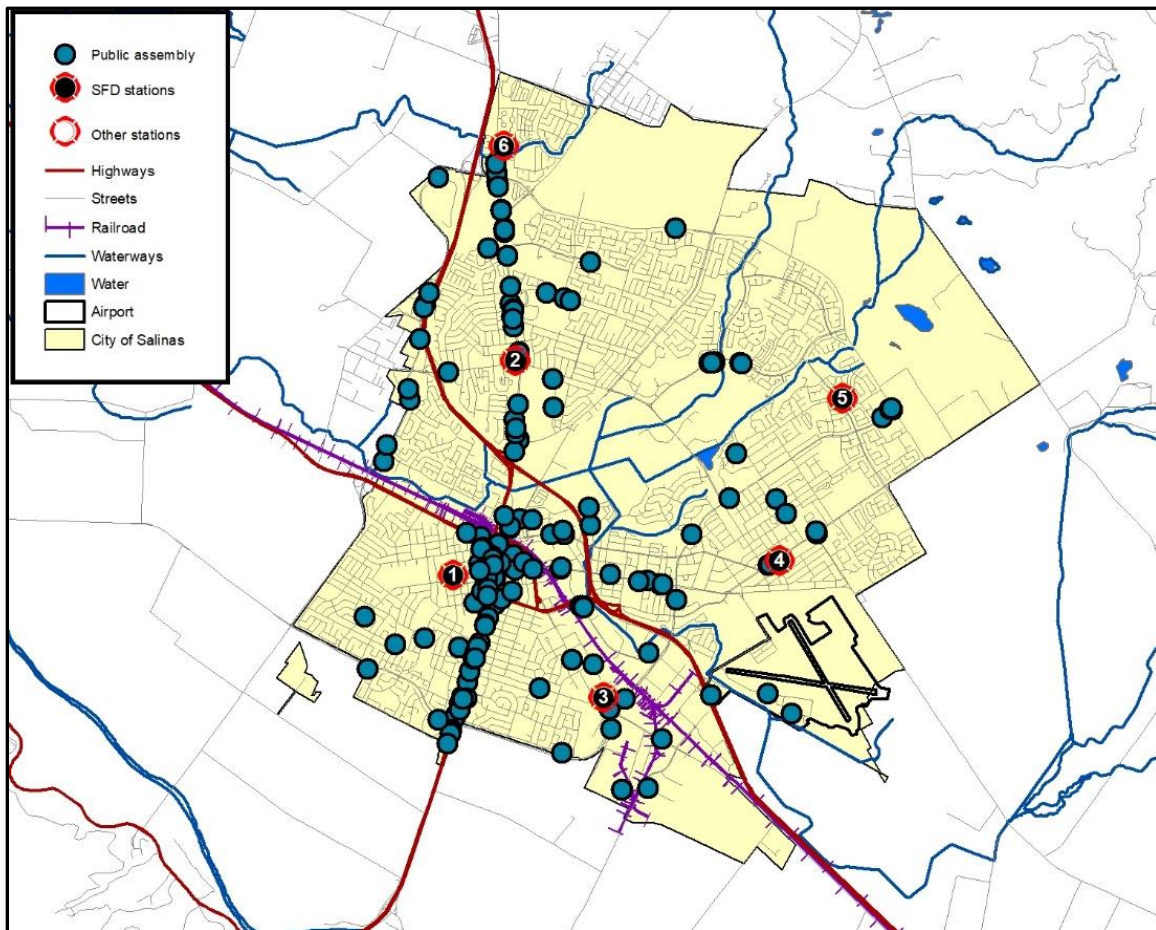 Public assembly
SFD stations
Other stations
Highways
Streets
Railroad
Waterways
Water
Airport
City of Salinas
6
2
5
4
1
3